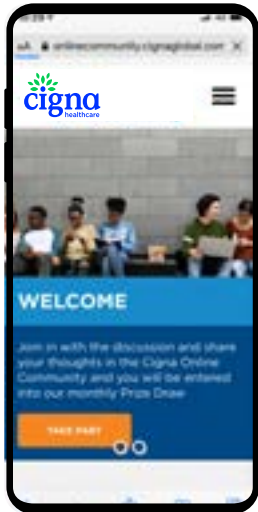 onlinecommunity.cignaglobal.com
cigna
healthcare
WELCOME
Join in with the discussion and share
your thoughts in the Cigna Online
Community and you will be entered
into our monthly Prize Draw
TAKE PART